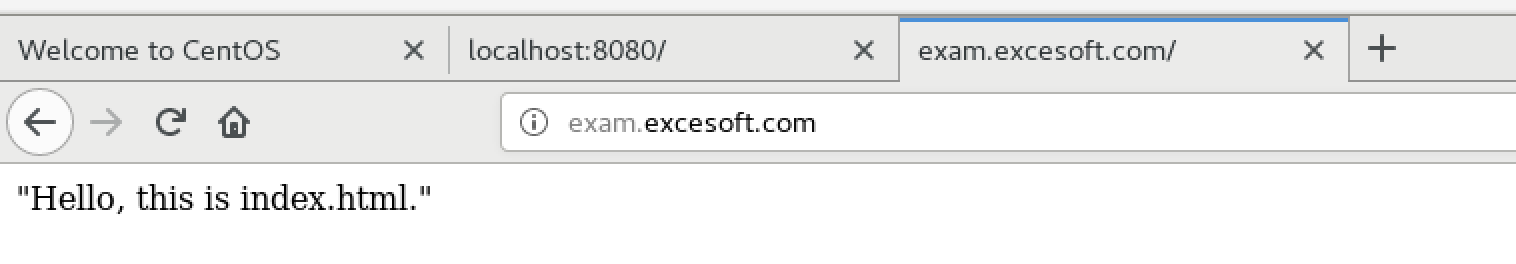 Welcome to CentOS
localhost:8080/
exam.excesoft.com/
exam.excesoft.com
"Hello, this is index.html."